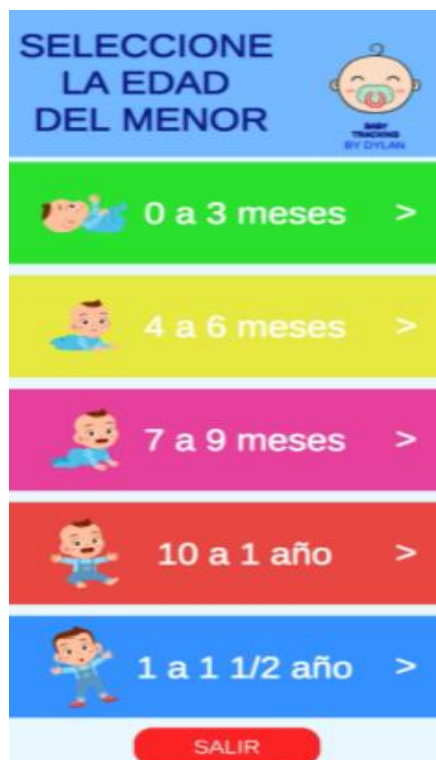 SELECCIONE
LA EDAD
DEL MENOR
BABY
TRACKING
BY DYLAN
0 a 3 meses >
4 a 6 meses >
7 a 9 meses >
10 a 1 año >
1 a 1 1/2 año >
SALIR